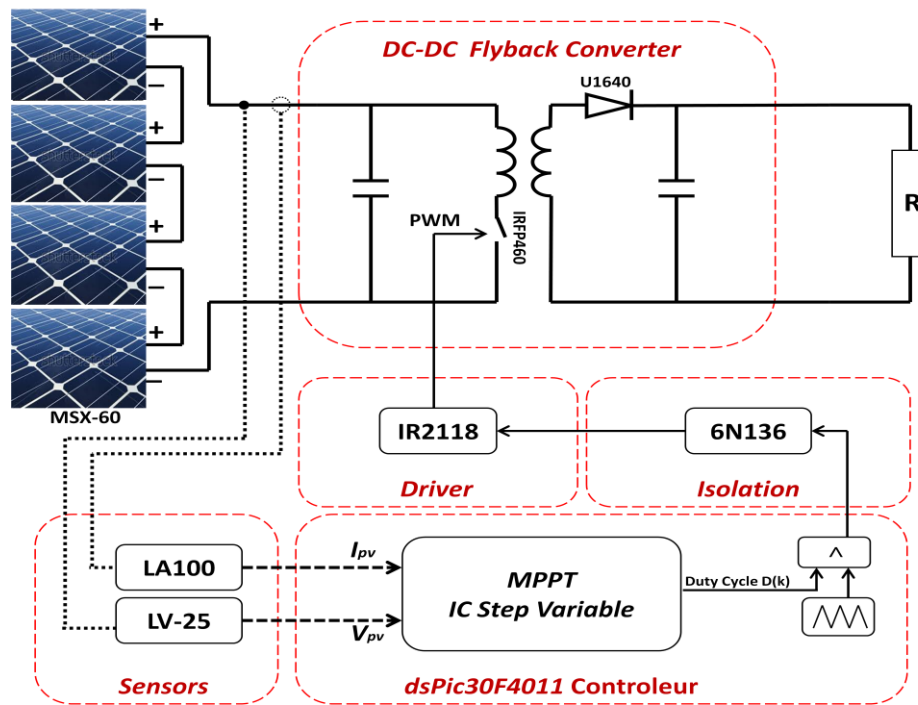 +
DC-DC Flyback Converter
U1640
−
+
−
PWM
IRFP460
R
+
−
+
−
MSX-60
IR2118
6N136
Driver
Isolation
LA100
Ipv
MPPT
IC Step Variable
Duty Cycle D(k)
^
LV-25
Vpv
Sensors
dsPic30F4011 Controleur